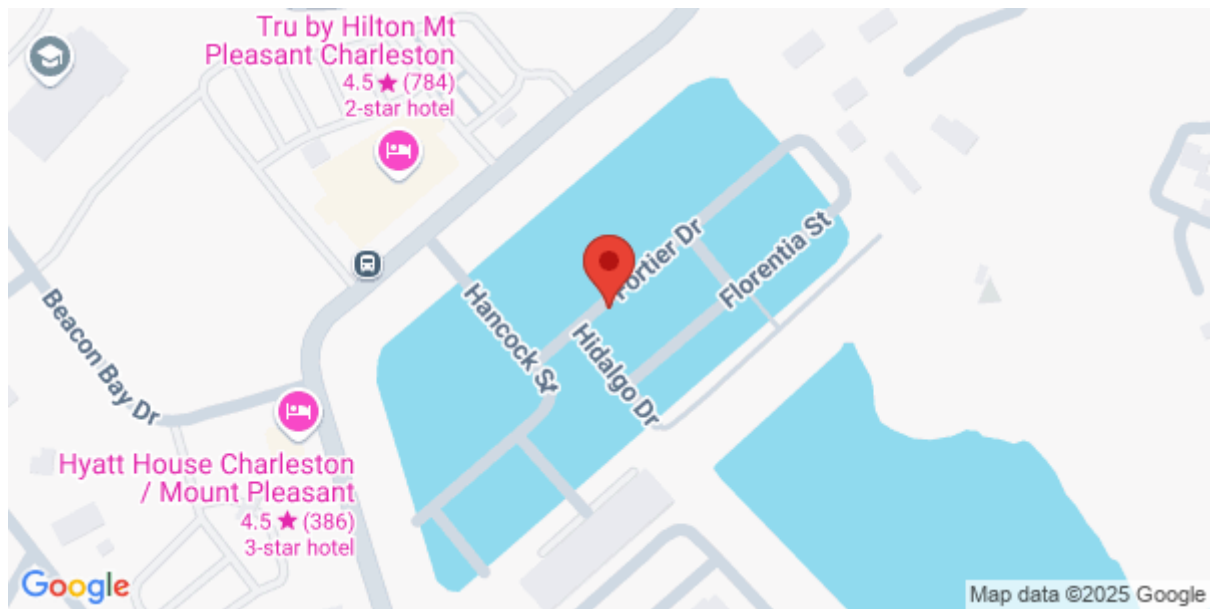 Tru by Hilton Mt
Pleasant Charleston
4.5 ★ (784)
2-star hotel
Fortier Dr
Florentia St
Hancock St
Hidalgo Dr
Beacon Bay Dr
Hyatt House Charleston
/ Mount Pleasant
4.5 ★ (386)
3-star hotel
Google
Map data ©2025 Google